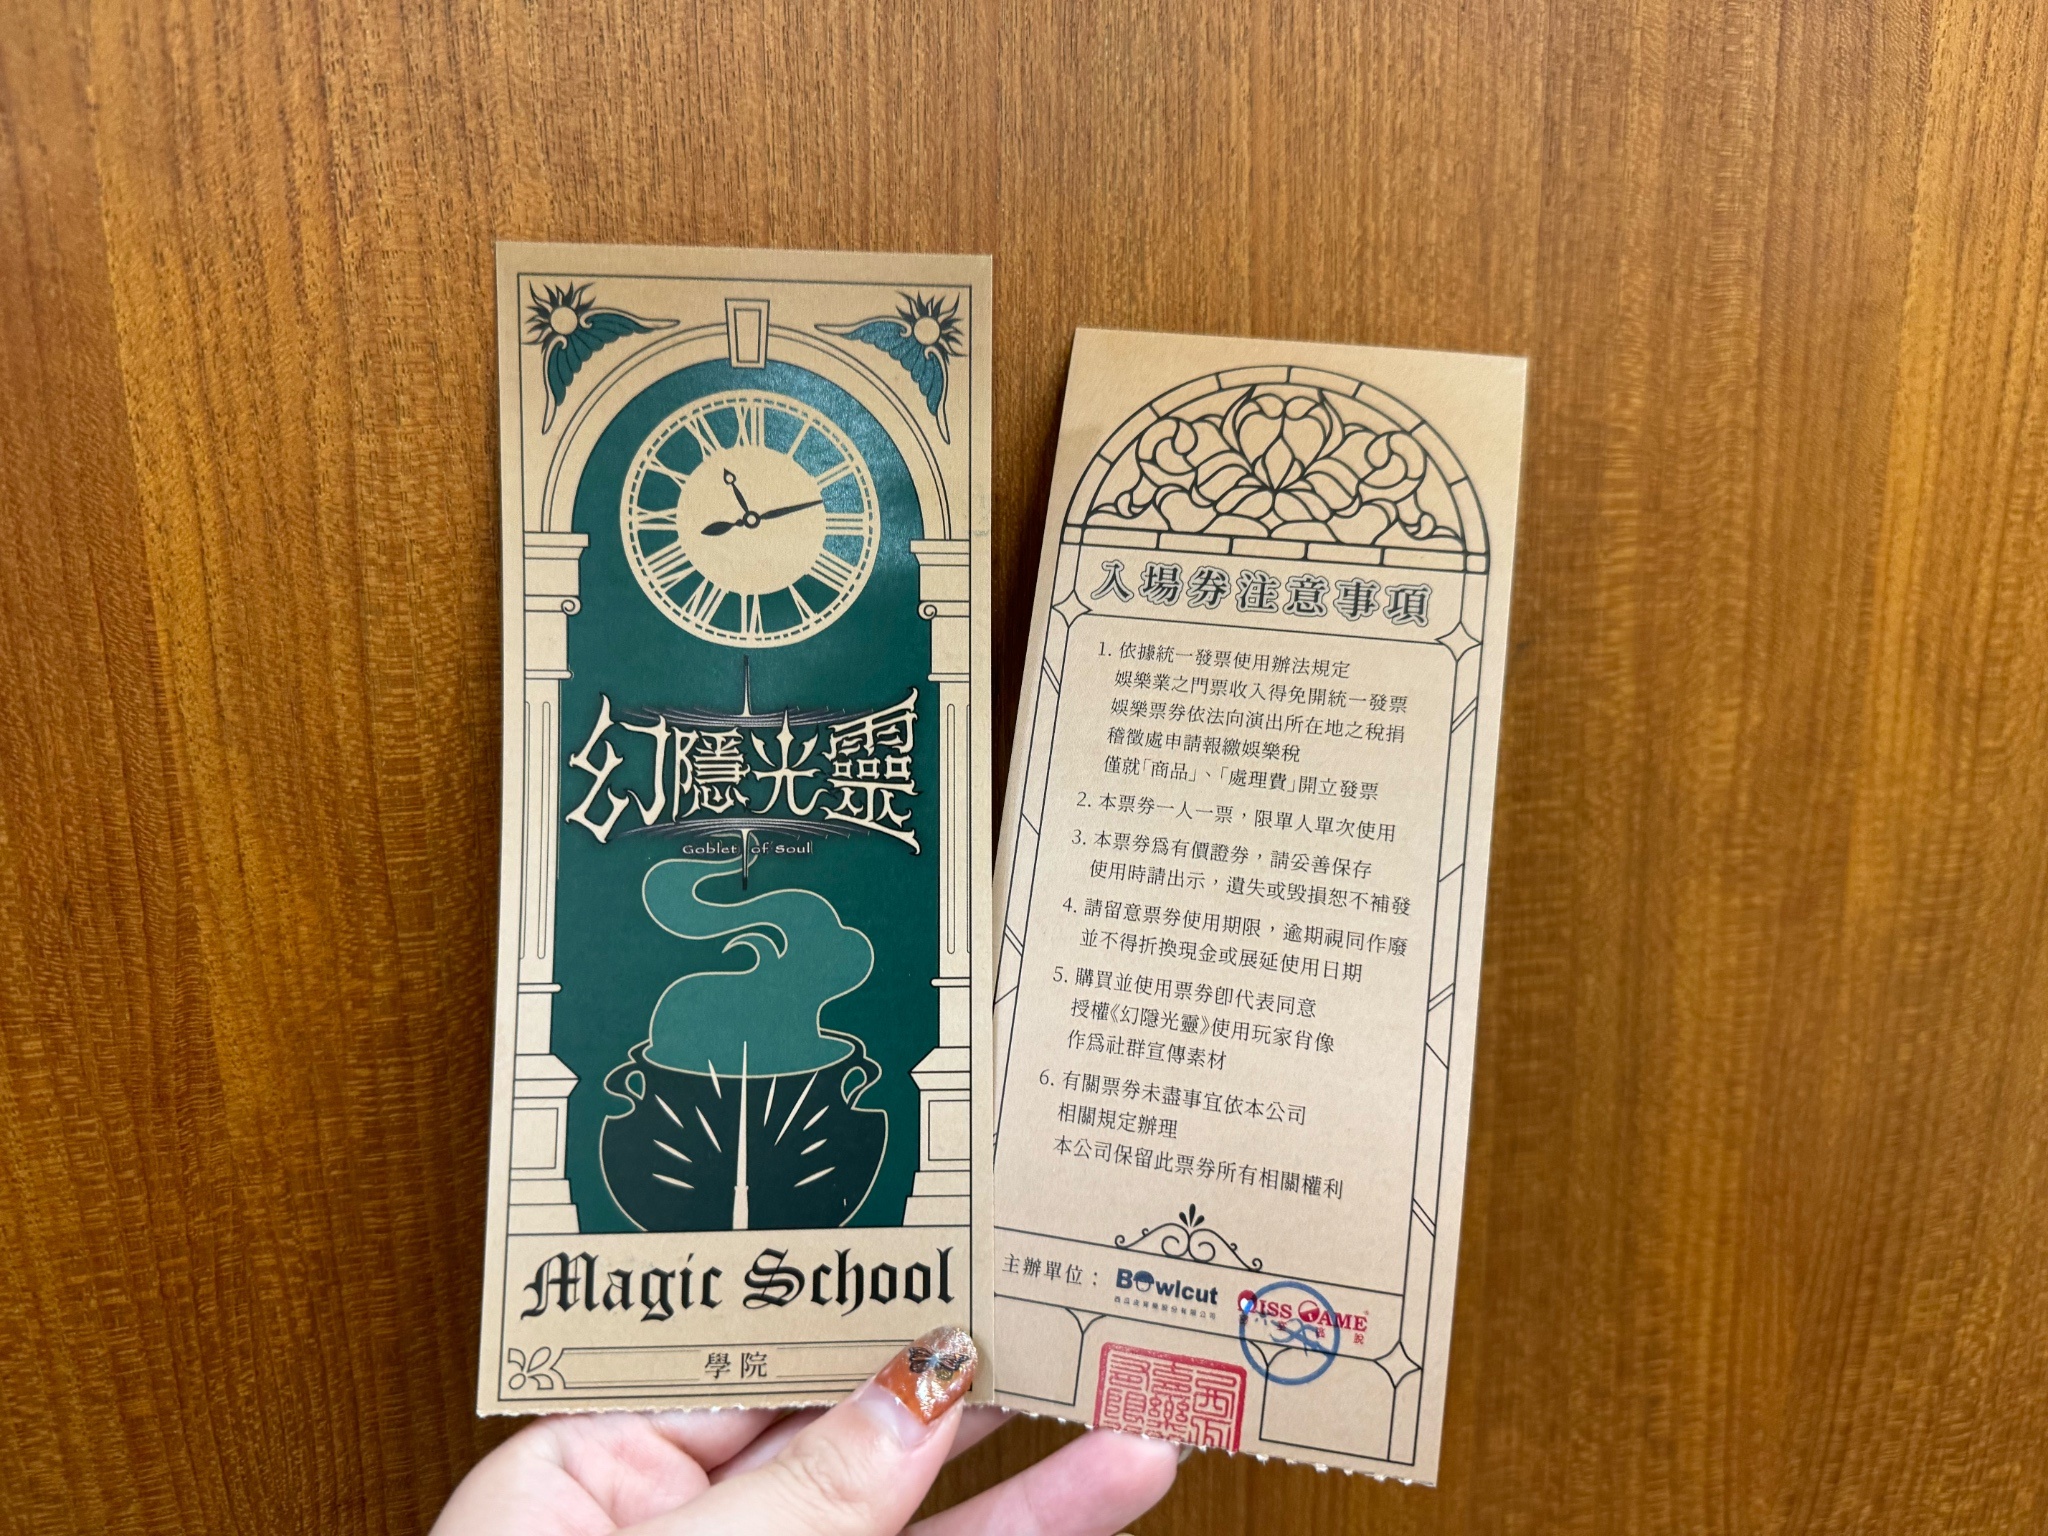 幻隱光靈
Goblet of Soul
Magic School
學院
入場券注意事項
1. 依據統一發票使用辦法規定
娛樂業之門票收入得免開統一發票
娛樂票券依法向演出所在地之稅捐
稽徵處申請報繳娛樂稅
僅就「商品」、「處理費」開立發票
2. 本票券一人一票，限單人單次使用
3. 本票券為有價證券，請妥善保存
使用時請出示，遺失或毀損恕不補發
4. 請留意票券使用期限，逾期視同作廢
並不得折換現金或展延使用日期
5. 購買並使用票券即代表同意
授權《幻隱光靈》使用玩家肖像
作為社群宣傳素材
6. 有關票券未盡事宜依本公司
相關規定辦理
本公司保留此票券所有相關權利
主辦單位：
Bowlcut
MISS GAME